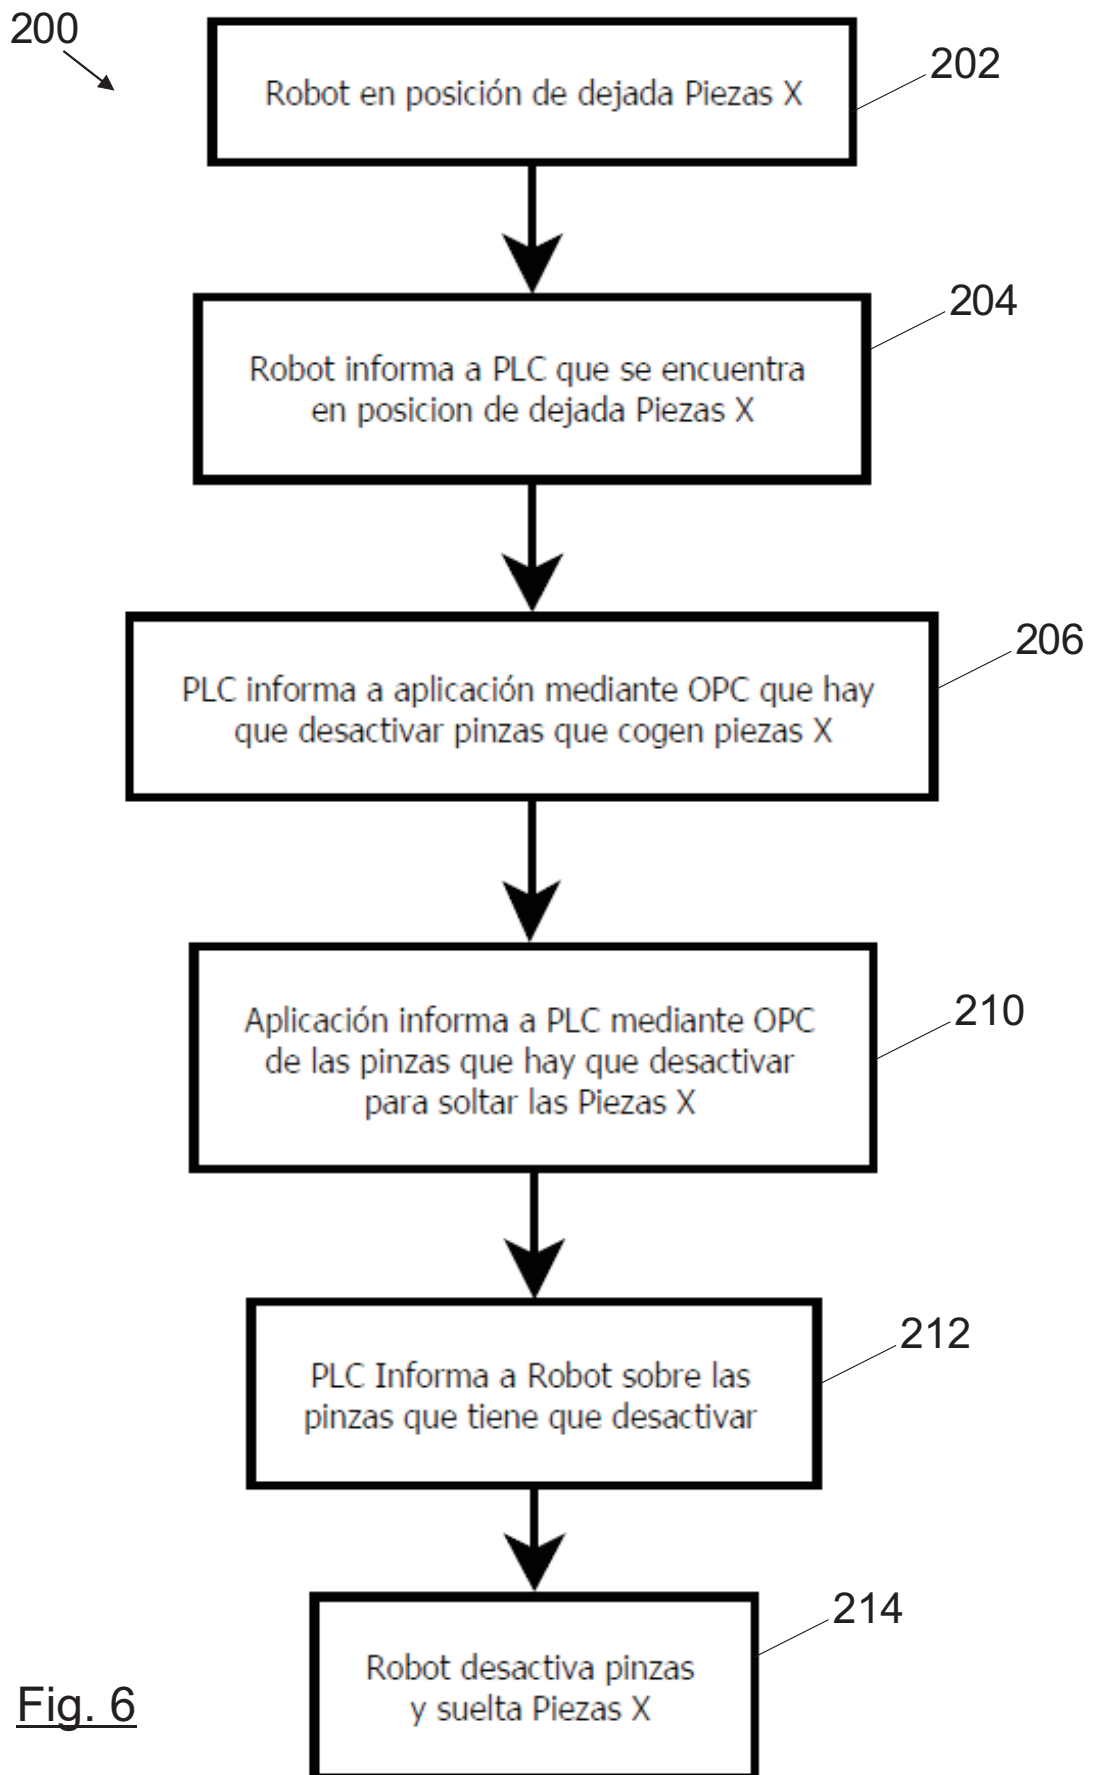 200
Robot en posición de dejada Piezas X
202
Robot informa a PLC que se encuentra
en posicion de dejada Piezas X
204
PLC informa a aplicación mediante OPC que hay
que desactivar pinzas que cogen piezas X
206
Aplicación informa a PLC mediante OPC
de las pinzas que hay que desactivar
para soltar las Piezas X
210
PLC Informa a Robot sobre las
pinzas que tiene que desactivar
212
Robot desactiva pinzas
y suelta Piezas X
214
Fig. 6